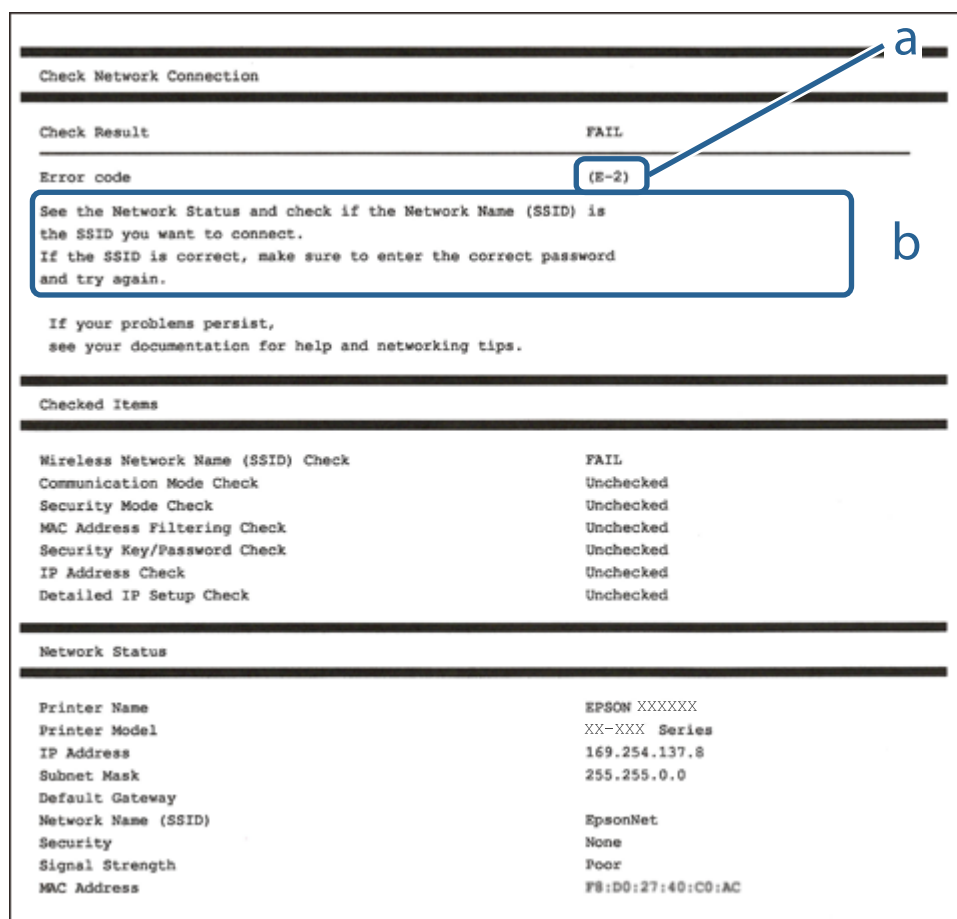 a
Check Network Connection
Check Result FAIL
Error code (E-2)
See the Network Status and check if the Network Name (SSID) is
the SSID you want to connect.
If the SSID is correct, make sure to enter the correct password
and try again.
b
If your problems persist,
see your documentation for help and networking tips.
Checked Items
Wireless Network Name (SSID) Check FAIL
Communication Mode Check Unchecked
Security Mode Check Unchecked
MAC Address Filtering Check Unchecked
Security Key/Password Check Unchecked
IP Address Check Unchecked
Detailed IP Setup Check Unchecked
Network Status
Printer Name EPSON XXXXXX
Printer Model XX-XXX Series
IP Address 169.254.137.8
Subnet Mask 255.255.0.0
Default Gateway
Network Name (SSID) EpsonNet
Security None
Signal Strength Poor
MAC Address F8:D0:27:40:C0:AC